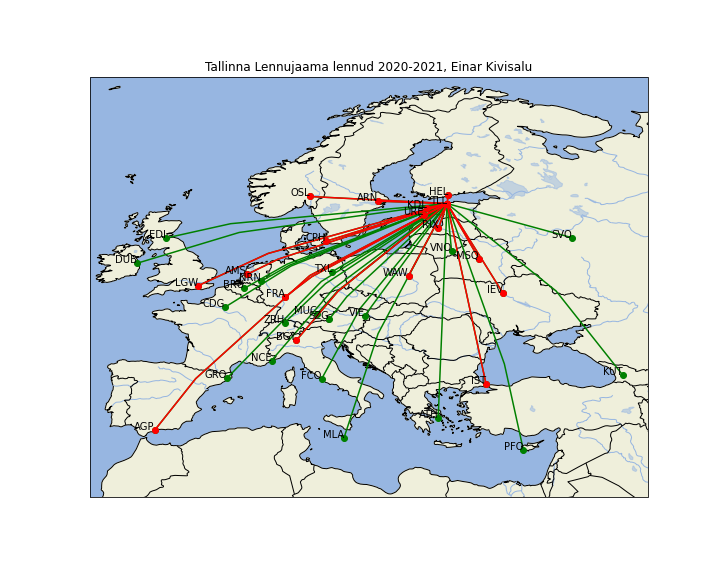 Tallinna Lennujaama lennud 2020-2021, Einar Kivisalu
HEL
OSL
ARN
TLL
KDL
URE
RIX
EDI
SVO
CPH
VNO
DUB
MSQ
TXL
AMS
WAW
NRN
BRU
LGW
IEV
FRA
CDG
MUC
SZG
VIE
ZRH
BGY
NCE
KUT
GRO
FCO
IST
ATH
AGP
MLA
PFO